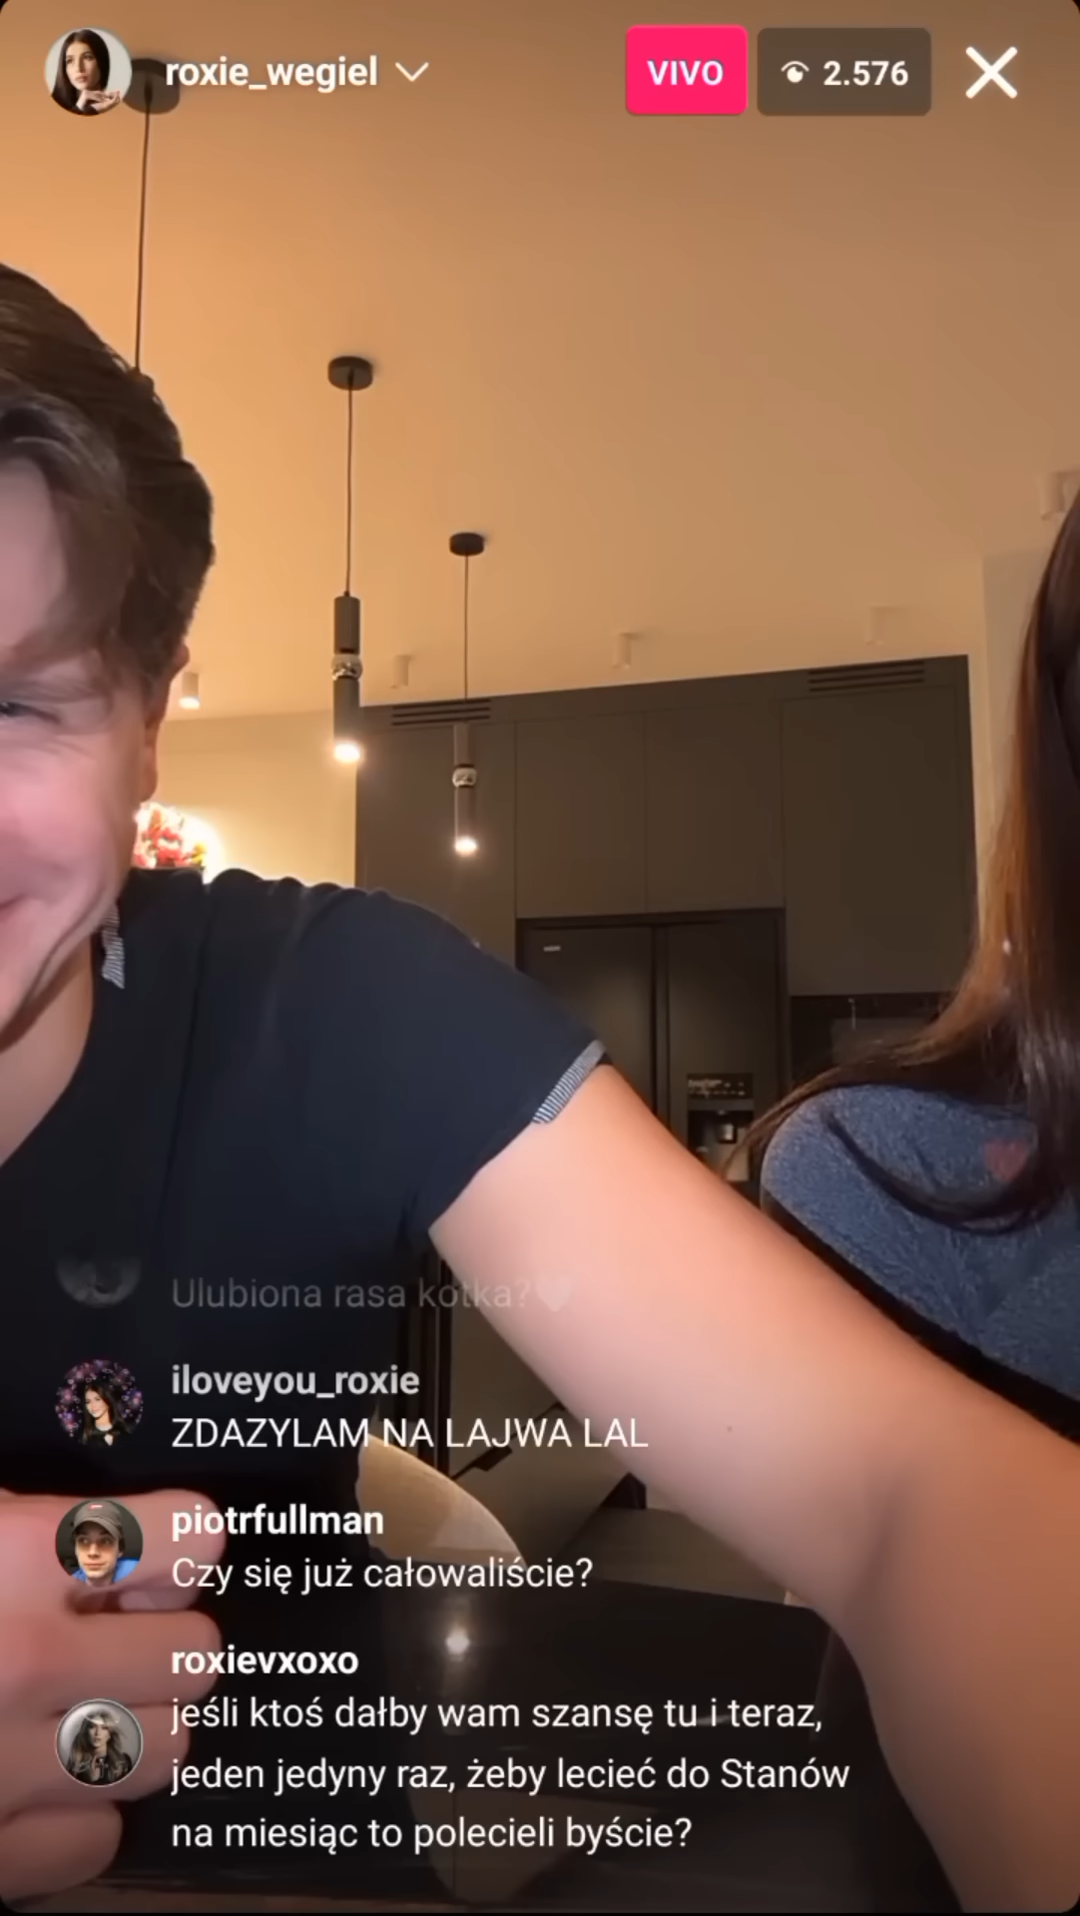 roxie_wegiel
VIVO
2.576
Ulubiona rasa kotka?
iloveyou_roxie
ZDAZYLAM NA LAJWA LAL
piotrfullman
Czy się już całowaliście?
roxievxoxo
jeśli ktoś dałby wam szansę tu i teraz,
jeden jedyny raz, żeby lecieć do Stanów
na miesiąc to polecieli byście?